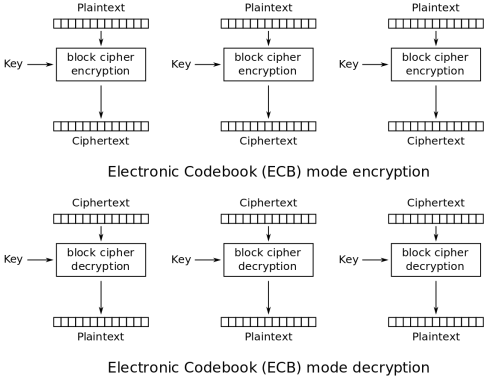 Plaintext Plaintext Plaintext
Key block cipher encryption Key block cipher encryption Key block cipher encryption
Ciphertext Ciphertext Ciphertext
Electronic Codebook (ECB) mode encryption
Ciphertext Ciphertext Ciphertext
Key block cipher decryption Key block cipher decryption Key block cipher decryption
Plaintext Plaintext Plaintext
Electronic Codebook (ECB) mode decryption